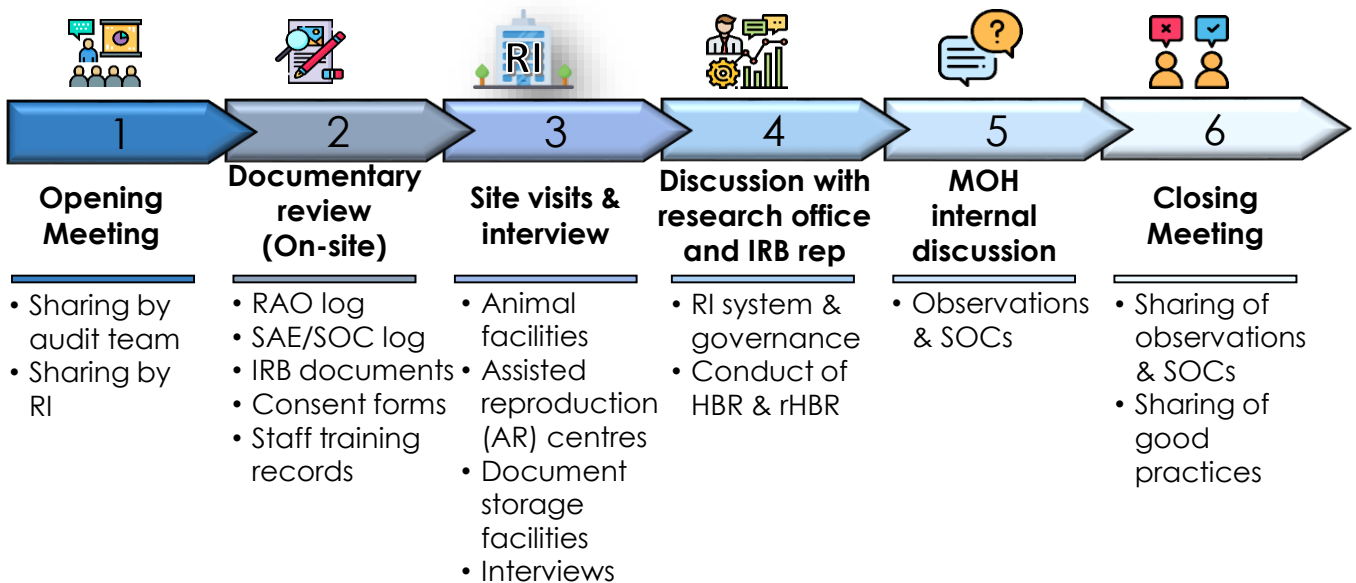 RI
1
2
3
4
5
6
Opening
Meeting
• Sharing by
audit team
• Sharing by
RI
Documentary
review
(On-site)
• RAO log
• SAE/SOC log
• IRB documents
• Consent forms
• Staff training
records
Site visits &
interview
• Animal
facilities
• Assisted
reproduction
(AR) centres
• Document
storage
facilities
• Interviews
Discussion with
research office
and IRB rep
• RI system &
governance
• Conduct of
HBR & rHBR
MOH
internal
discussion
• Observations
& SOCs
Closing
Meeting
• Sharing of
observations
& SOCs
• Sharing of
good
practices